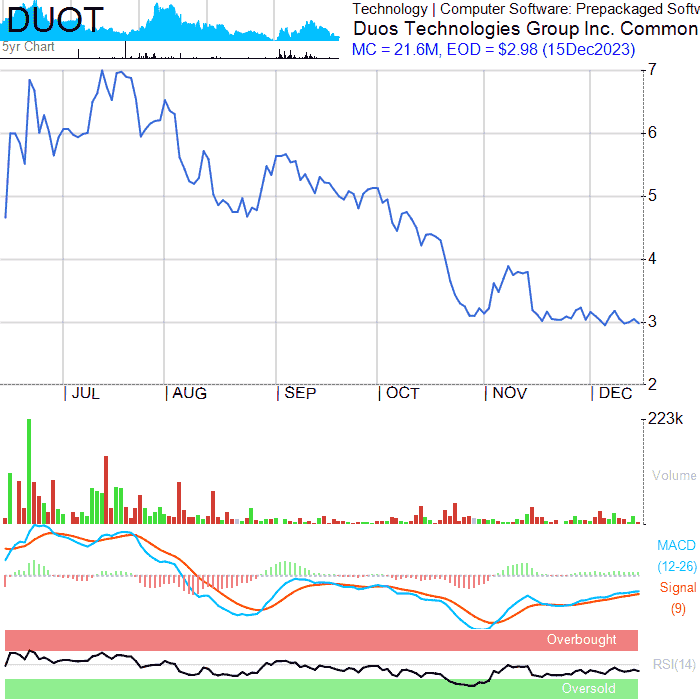 DUOT
5yr Chart
Technology | Computer Software: Prepackaged Softw
Duos Technologies Group Inc. Common
MC = 21.6M, EOD = $2.98 (15Dec2023)
7
6
5
4
3
2
JUL AUG SEP OCT NOV DEC
223k
Volume
MACD
(12-26)
Signal
(9)
Overbought
RSI(14)
Oversold